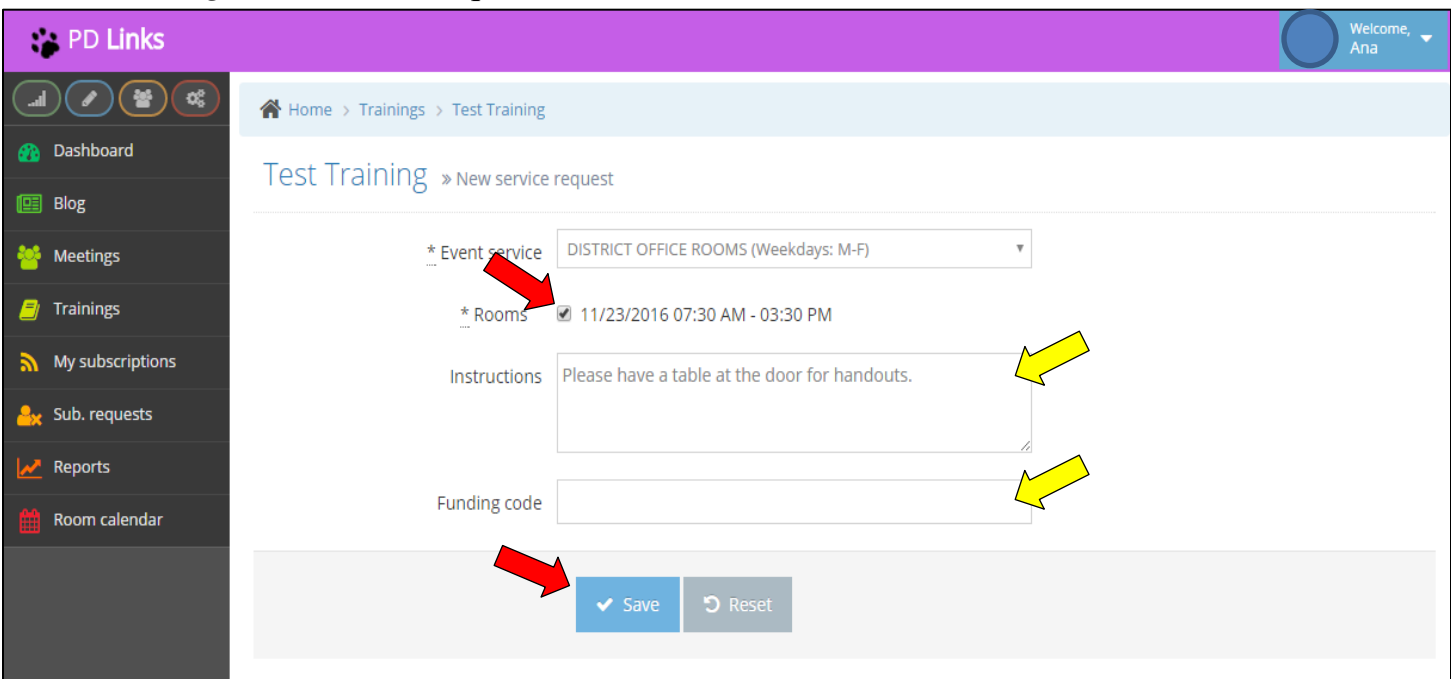 PD Links
Welcome,
Ana
Home > Trainings > Test Training
Dashboard
Blog
Meetings
Trainings
My subscriptions
Sub. requests
Reports
Room calendar
Test Training » New service request
* Event service DISTRICT OFFICE ROOMS (Weekdays: M-F)
* Rooms 11/23/2016 07:30 AM - 03:30 PM
Instructions Please have a table at the door for handouts.
Funding code
Save Reset